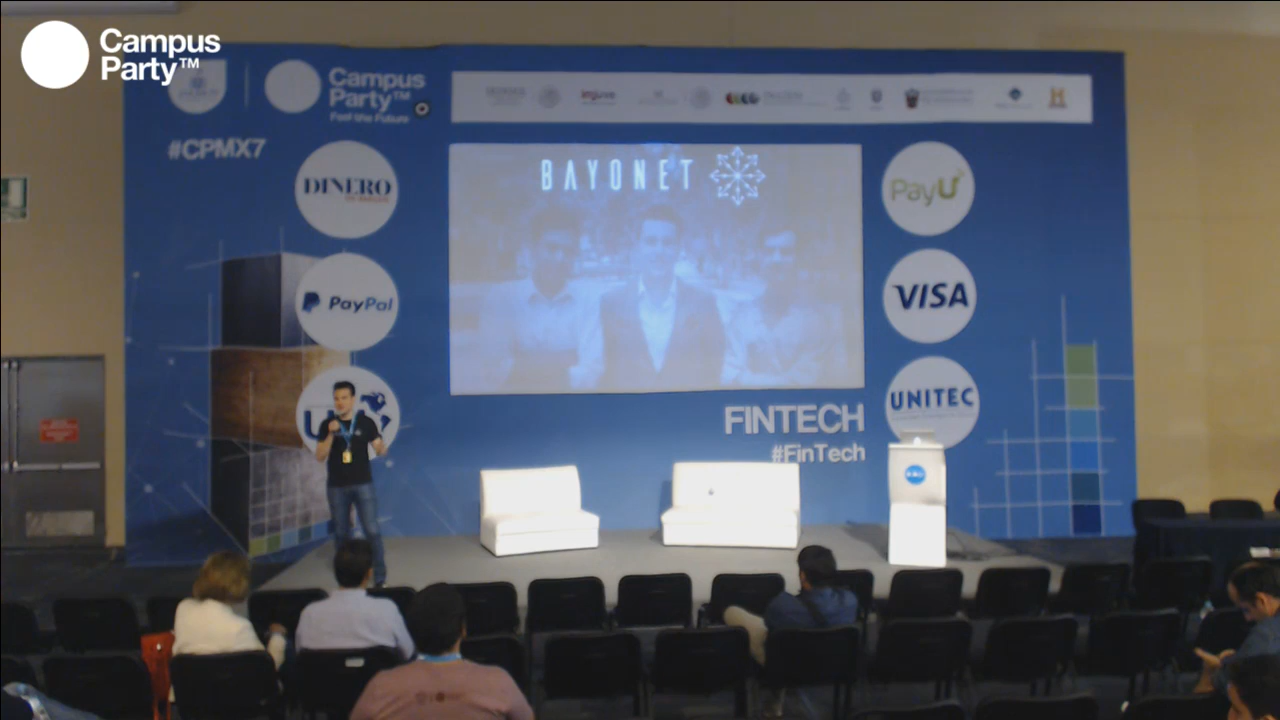 Campus
Party™
Campus
Party™
Feel the Future
#CPMX7
DINERO
PayPal
BAYONET
PayU
VISA
UNITEC
FINTECH
#FinTech